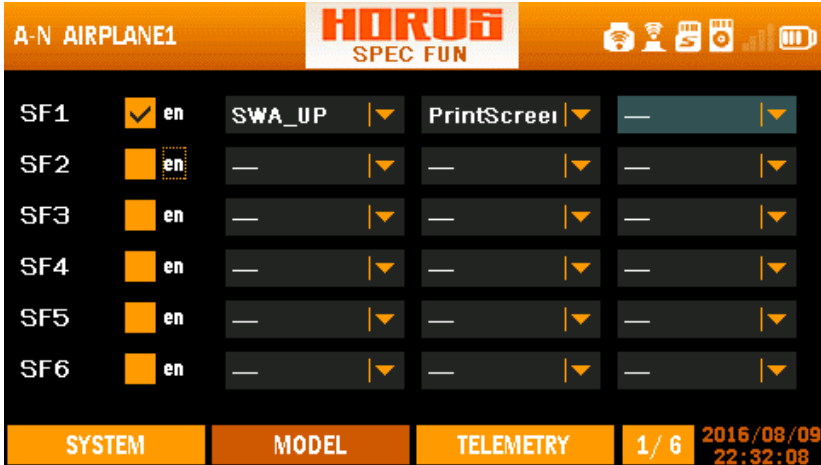 A-N AIRPLANE1
HORUS
SPEC FUN
SF1 en SWA_UP PrintScreei —
SF2 en — — —
SF3 en — — —
SF4 en — — —
SF5 en — — —
SF6 en — — —
SYSTEM MODEL TELEMETRY 1/ 6 2016/08/09
22:32:08